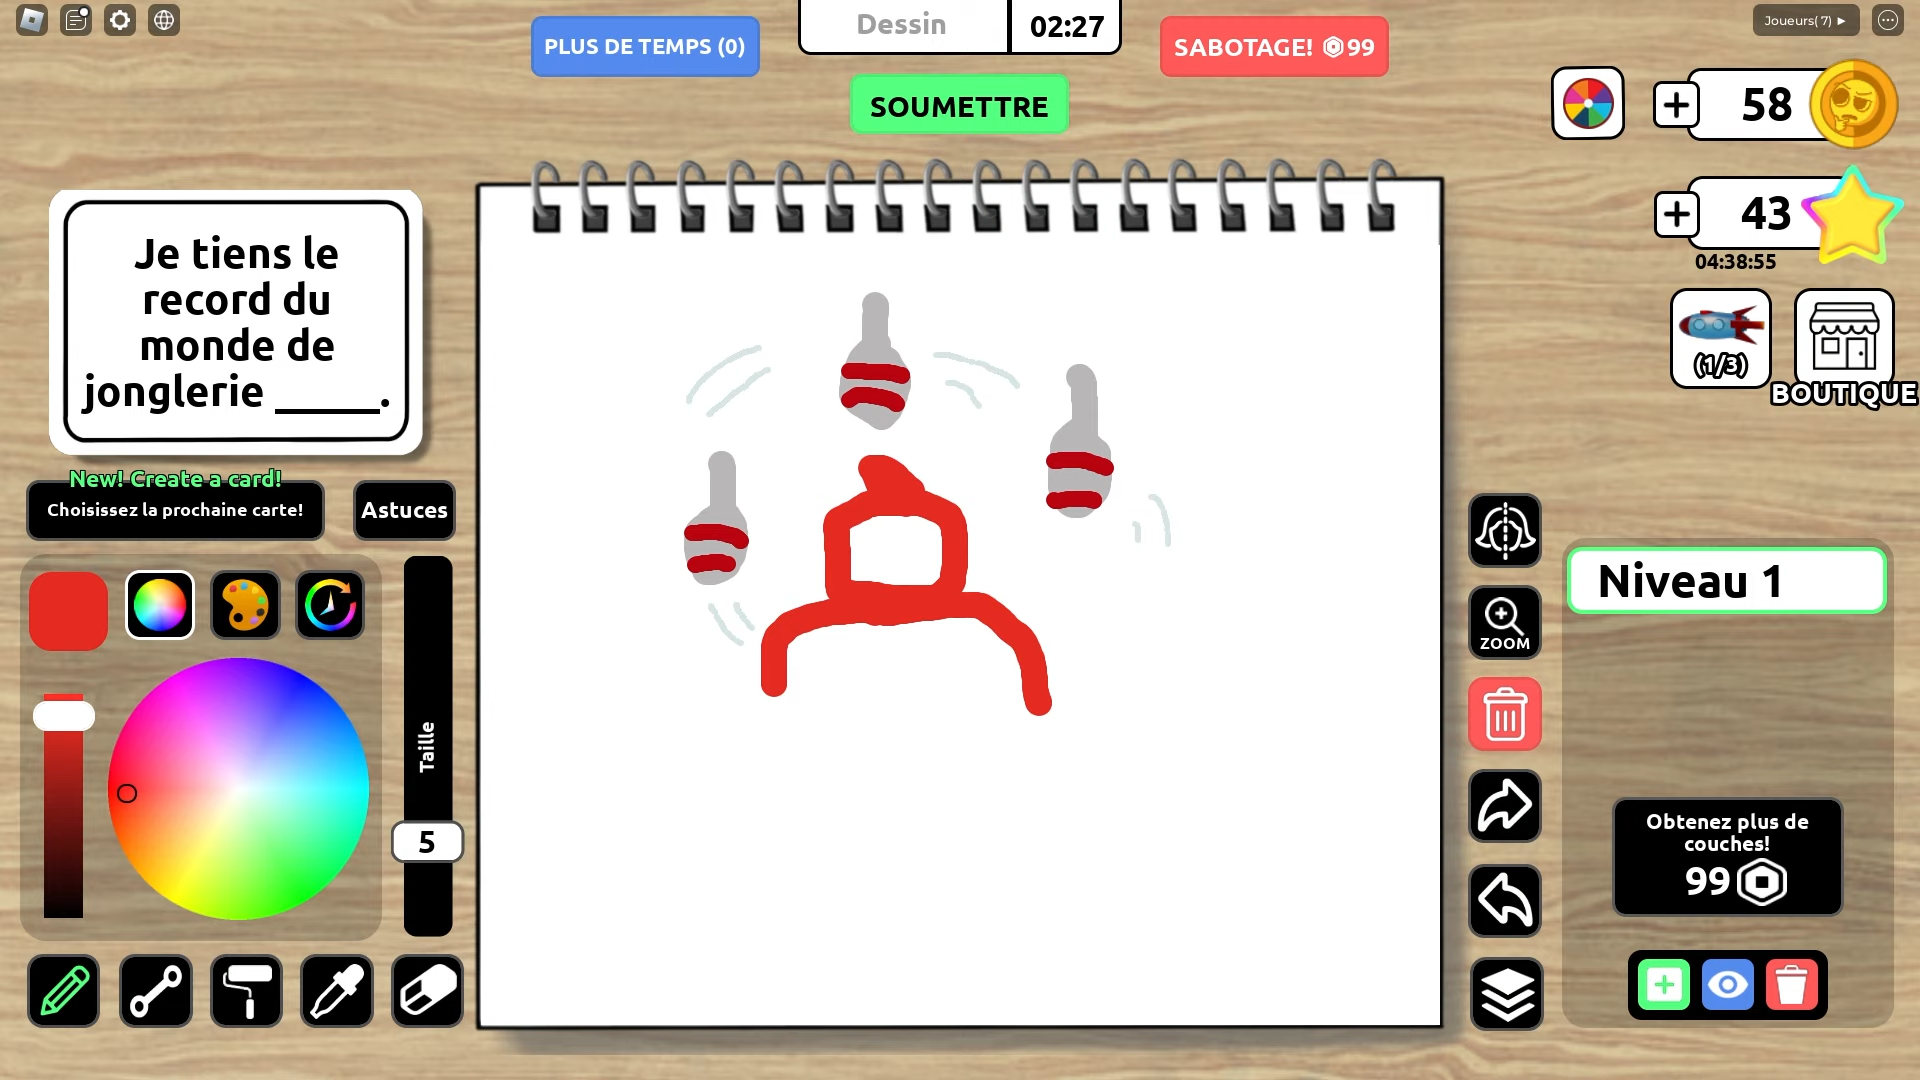 Joueurs( 7) ►
Dessin
02:27
PLUS DE TEMPS (0)
SABOTAGE! 99
SOUMETTRE
58
43
04:38:55
(1/3)
BOUTIQUE
Je tiens le
record du
monde de
jonglerie _____.
New! Create a card!
Choisissez la prochaine carte!
Astuces
Taille
5
ZOOM
Niveau 1
Obtenez plus de
couches!
99